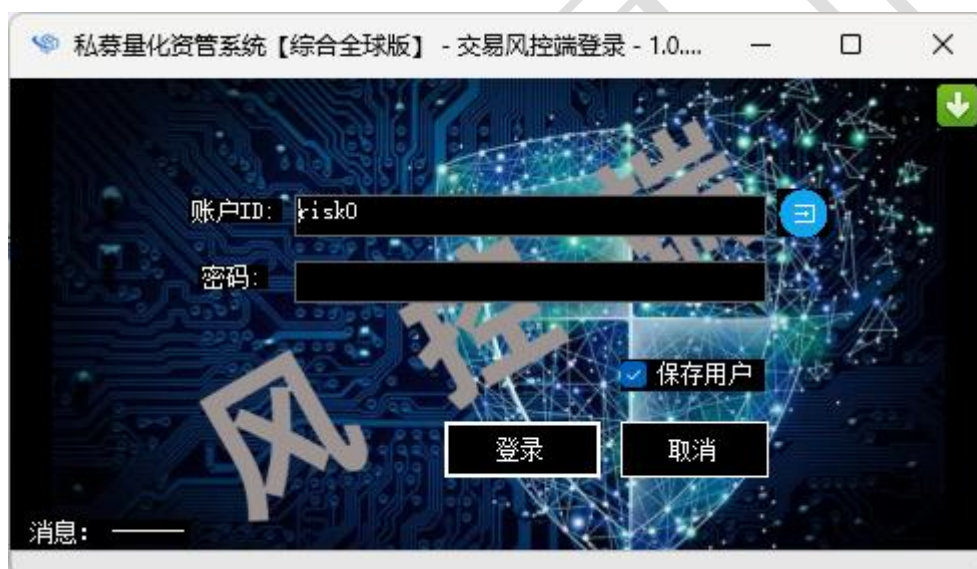 私募量化资管系统【综合全球版】 - 交易风控端登录 - 1.0....
账户ID: risk0
密码:
保存用户
登录 取消
消息: ———
风控端